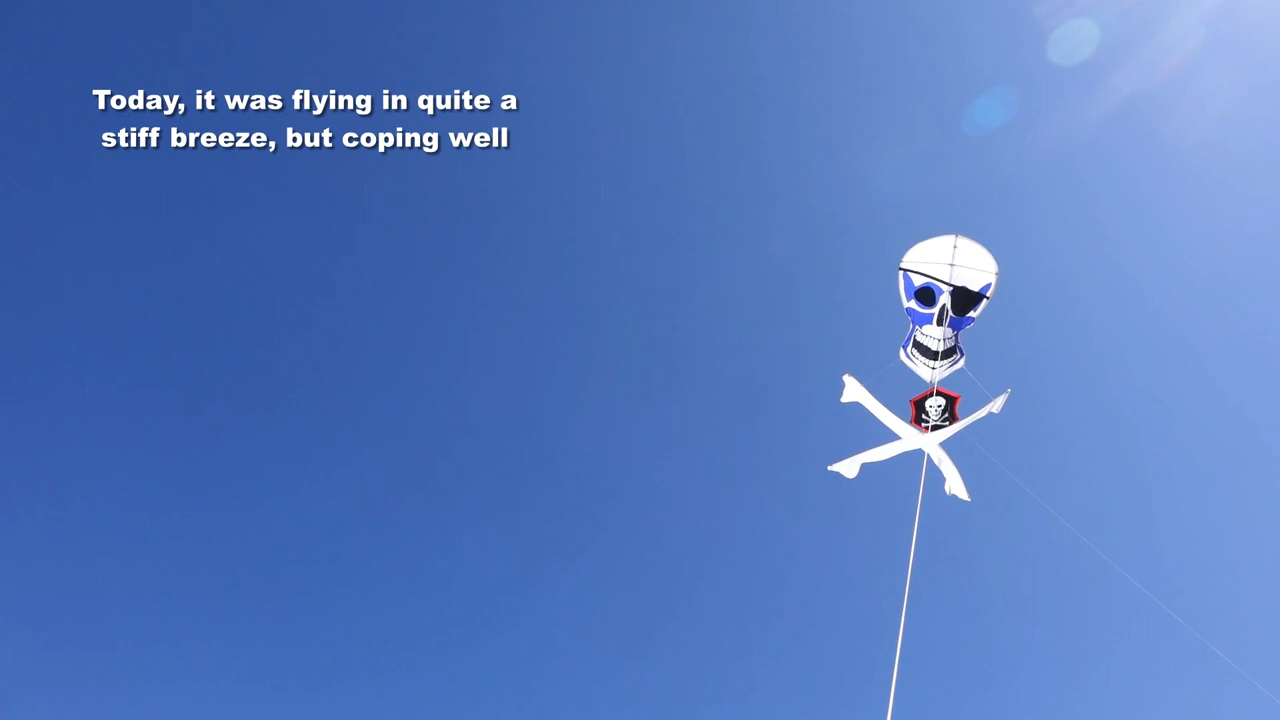 Today, it was flying in quite a
stiff breeze, but coping well